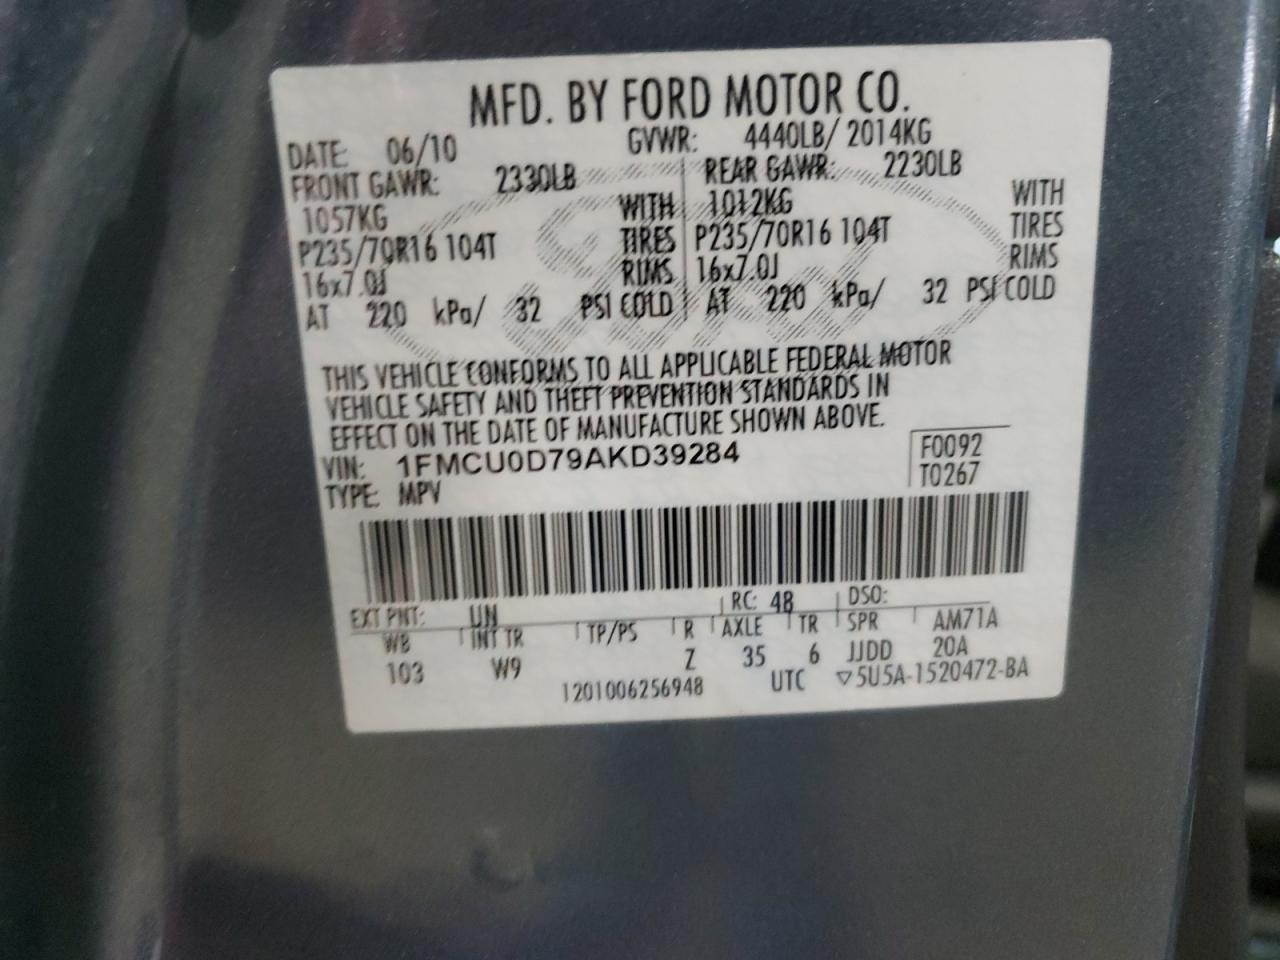 MFD. BY FORD MOTOR CO.
DATE: 06/10 GVWR: 4440LB/ 2014KG
FRONT GAWR: 2330LB REAR GAWR: 2230LB
1057KG WITH 1012KG WITH
P235/70R16 104T TIRES P235/70R16 104T TIRES
16x7.0J RIMS 16x7.0J RIMS
AT 220 kPa/ 32 PSI COLD AT 220 kPa/ 32 PSI COLD
THIS VEHICLE CONFORMS TO ALL APPLICABLE FEDERAL MOTOR
VEHICLE SAFETY AND THEFT PREVENTION STANDARDS IN
EFFECT ON THE DATE OF MANUFACTURE SHOWN ABOVE.
VIN: 1FMCU0D79AKD39284 F0092
TYPE: MPV T0267
EXT PNT: UN RC: 48 DSO:
WB INT TR TP/PS R AXLE TR SPR AM71A
103 W9 Z 35 6 JJDD 20A
1201006256948 UTC ▽5U5A-1520472-BA